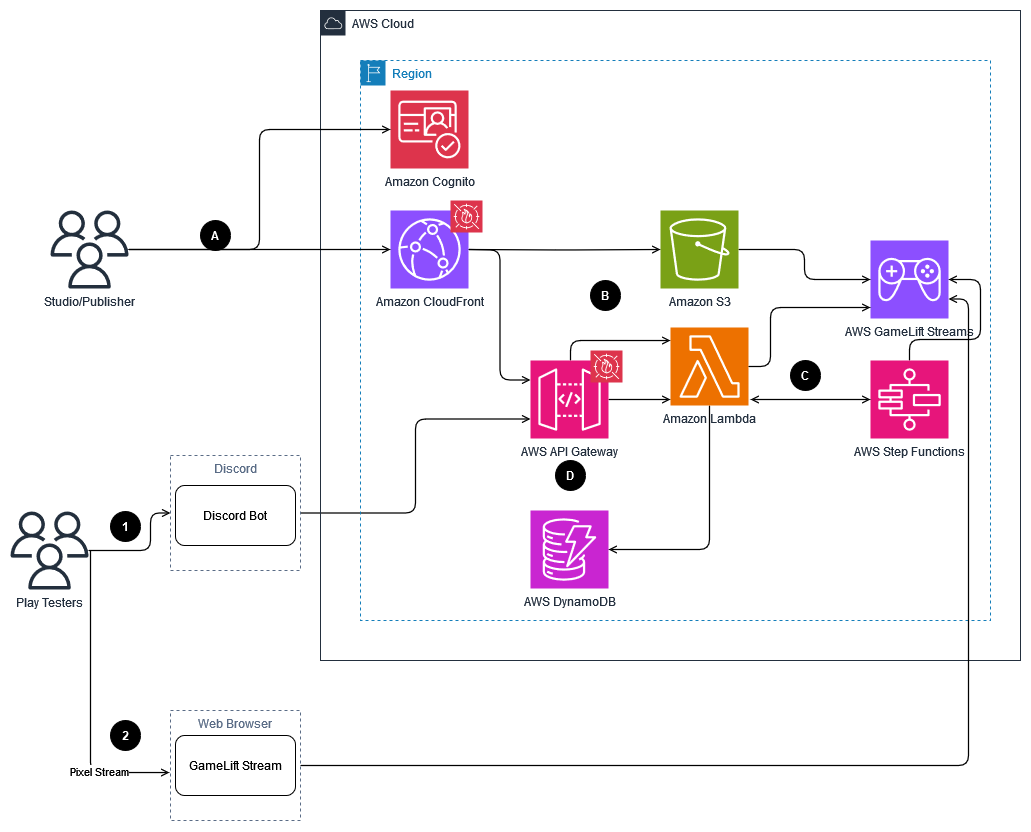 AWS Cloud
Region
Amazon Cognito
A
Studio/Publisher
Amazon CloudFront
Amazon S3
B
AWS GameLift Streams
C
Amazon Lambda
AWS API Gateway
AWS Step Functions
D
Discord
Discord Bot
1
Play Testers
AWS DynamoDB
2
Web Browser
GameLift Stream
Pixel Stream